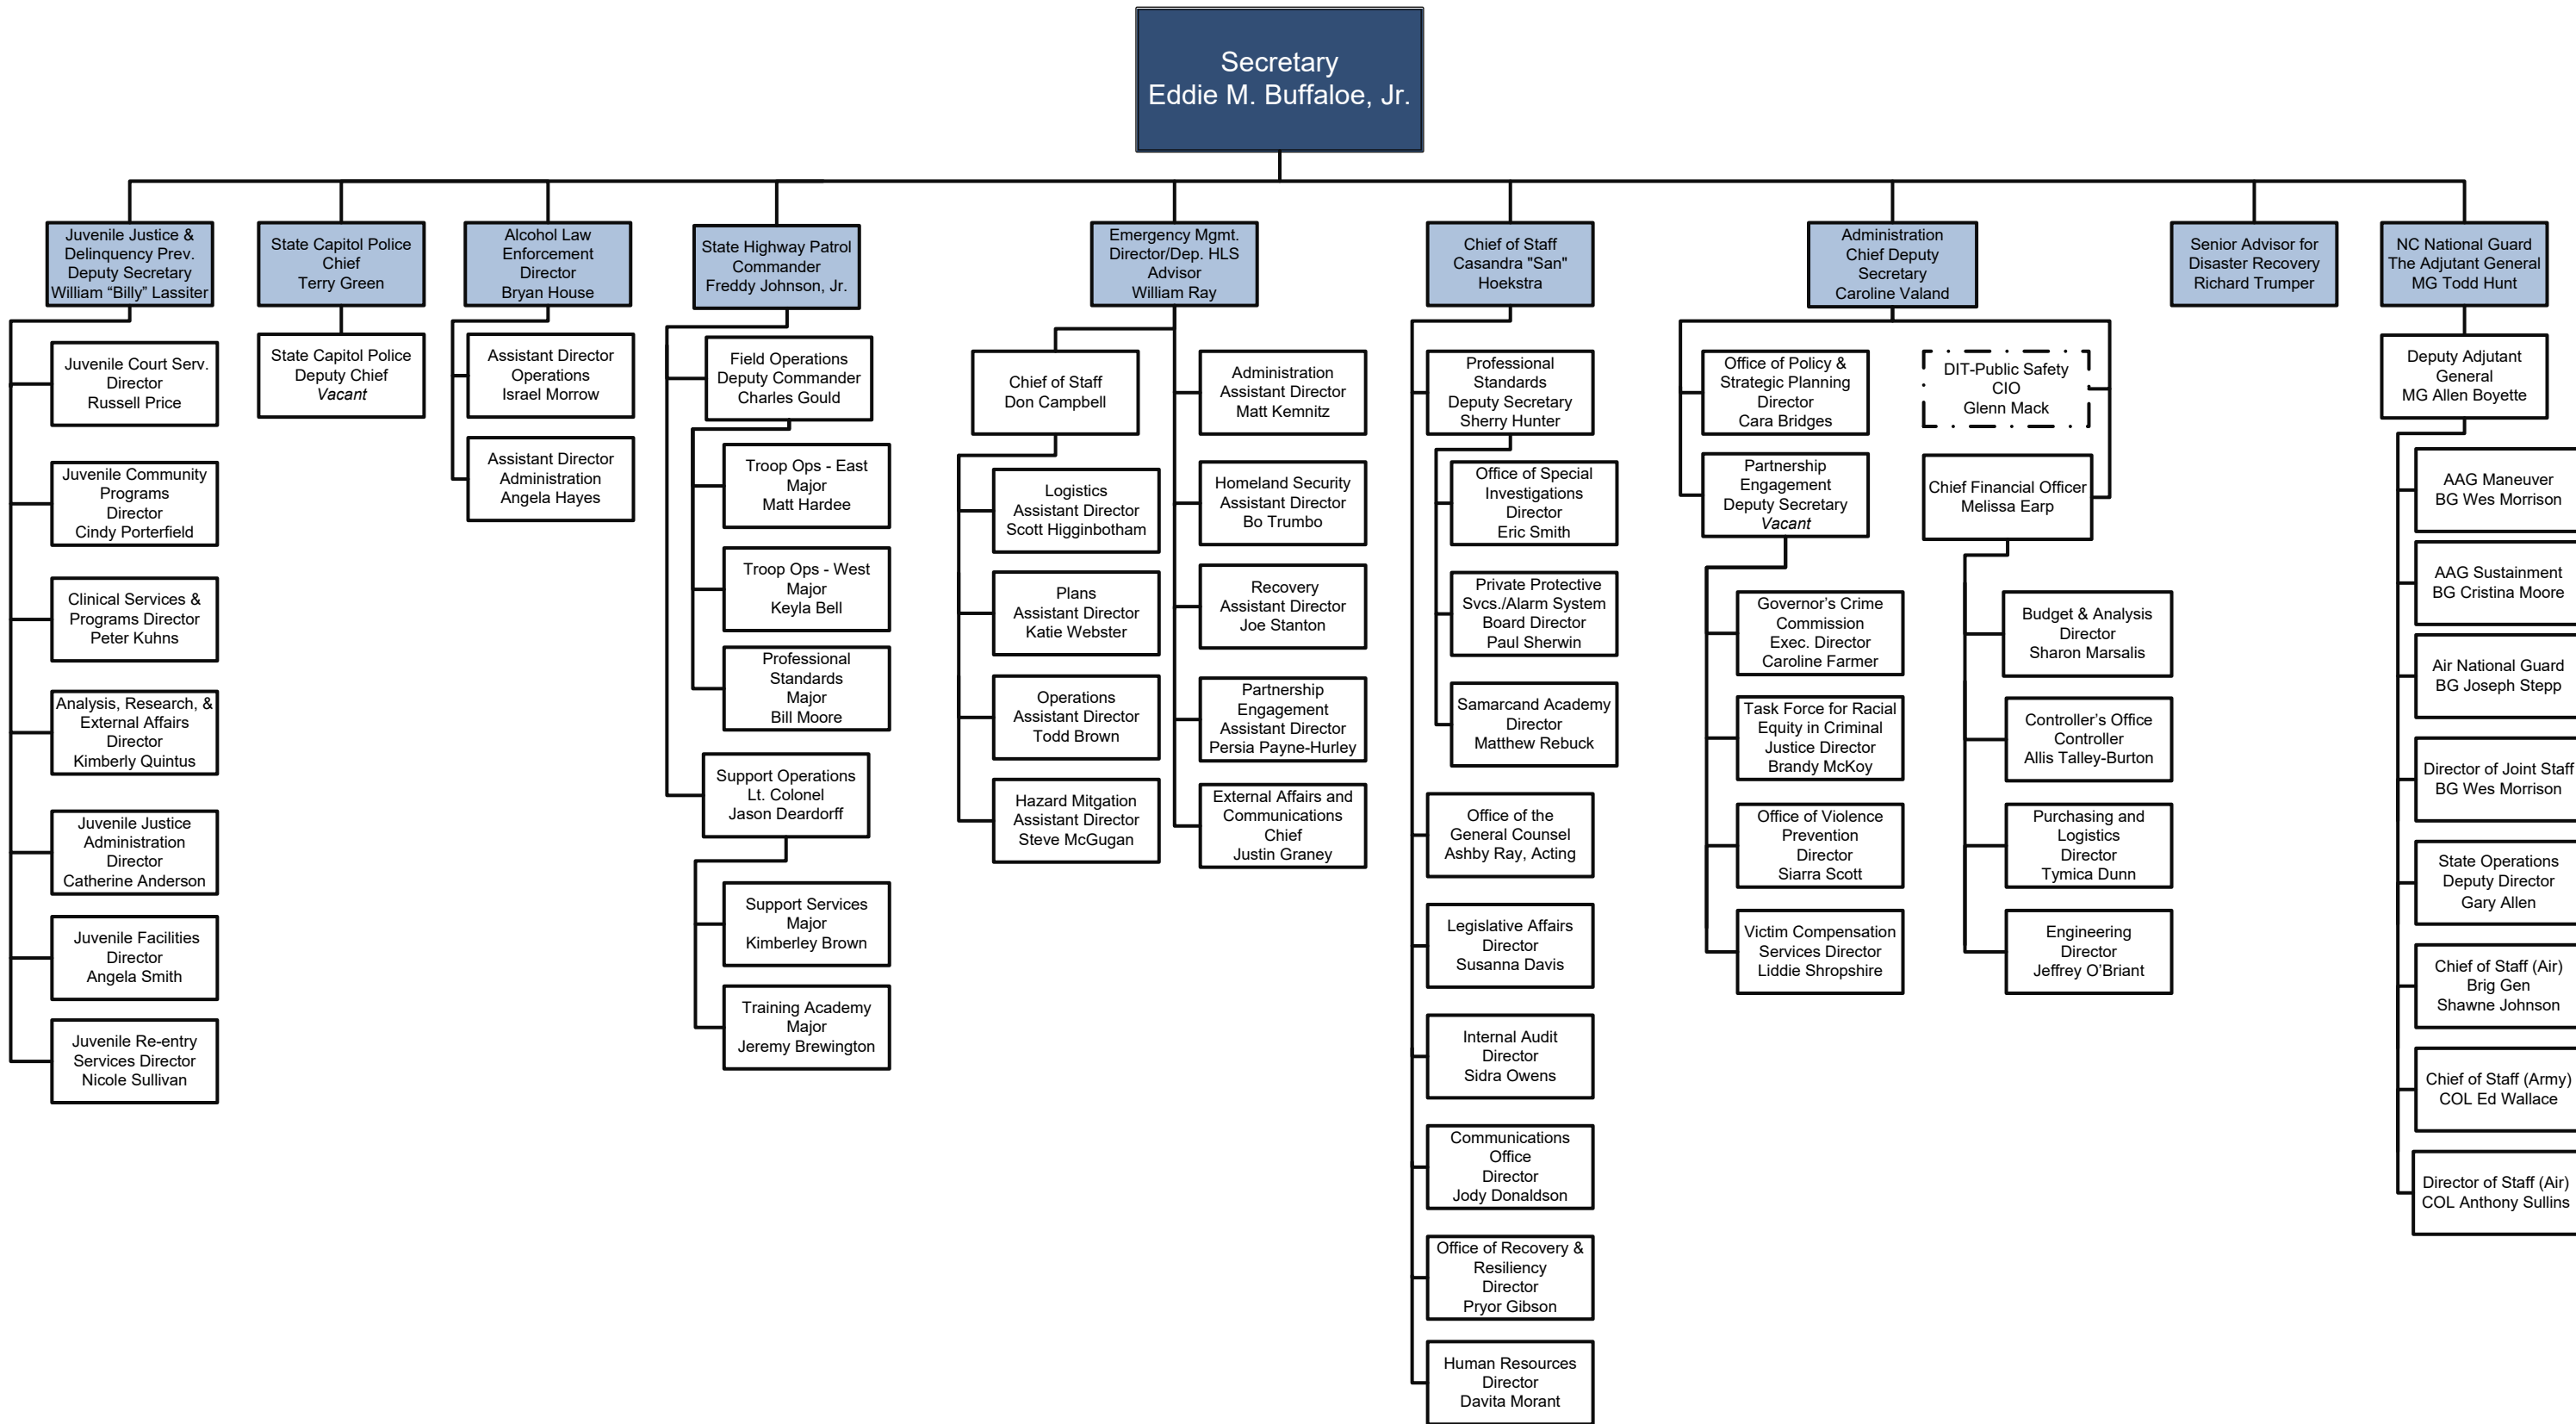 Secretary
Eddie M. Buffaloe, Jr.
Juvenile Justice &
Delinquency Prev.
Deputy Secretary
William “Billy” Lassiter
Juvenile Court Serv.
Director
Russell Price
Juvenile Community
Programs
Director
Cindy Porterfield
Clinical Services &
Programs Director
Peter Kuhns
Analysis, Research, &
External Affairs
Director
Kimberly Quintus
Juvenile Justice
Administration
Director
Catherine Anderson
Juvenile Facilities
Director
Angela Smith
Juvenile Re-entry
Services Director
Nicole Sullivan
State Capitol Police
Chief
Terry Green
State Capitol Police
Deputy Chief
Vacant
Alcohol Law
Enforcement
Director
Bryan House
Assistant Director
Operations
Israel Morrow
Assistant Director
Administration
Angela Hayes
State Highway Patrol
Commander
Freddy Johnson, Jr.
Field Operations
Deputy Commander
Charles Gould
Troop Ops - East
Major
Matt Hardee
Troop Ops - West
Major
Keyla Bell
Professional
Standards
Major
Bill Moore
Support Operations
Lt. Colonel
Jason Deardorff
Support Services
Major
Kimberley Brown
Training Academy
Major
Jeremy Brewington
Emergency Mgmt.
Director/Dep. HLS
Advisor
William Ray
Chief of Staff
Don Campbell
Logistics
Assistant Director
Scott Higginbotham
Plans
Assistant Director
Katie Webster
Operations
Assistant Director
Todd Brown
Hazard Mitgation
Assistant Director
Steve McGugan
Administration
Assistant Director
Matt Kemnitz
Homeland Security
Assistant Director
Bo Trumbo
Recovery
Assistant Director
Joe Stanton
Partnership
Engagement
Assistant Director
Persia Payne-Hurley
External Affairs and
Communications
Chief
Justin Graney
Chief of Staff
Casandra "San"
Hoekstra
Professional
Standards
Deputy Secretary
Sherry Hunter
Office of Special
Investigations
Director
Eric Smith
Private Protective
Svcs./Alarm System
Board Director
Paul Sherwin
Samarcand Academy
Director
Matthew Rebuck
Office of the
General Counsel
Ashby Ray, Acting
Legislative Affairs
Director
Susanna Davis
Internal Audit
Director
Sidra Owens
Communications
Office
Director
Jody Donaldson
Office of Recovery &
Resiliency
Director
Pryor Gibson
Human Resources
Director
Davita Morant
Administration
Chief Deputy
Secretary
Caroline Valand
Office of Policy &
Strategic Planning
Director
Cara Bridges
Partnership
Engagement
Deputy Secretary
Vacant
Governor’s Crime
Commission
Exec. Director
Caroline Farmer
Task Force for Racial
Equity in Criminal
Justice Director
Brandy McKoy
Office of Violence
Prevention
Director
Siarra Scott
Victim Compensation
Services Director
Liddie Shropshire
DIT-Public Safety
CIO
Glenn Mack
Chief Financial Officer
Melissa Earp
Budget & Analysis
Director
Sharon Marsalis
Controller’s Office
Controller
Allis Talley-Burton
Purchasing and
Logistics
Director
Tymica Dunn
Engineering
Director
Jeffrey O’Briant
Senior Advisor for
Disaster Recovery
Richard Trumper
NC National Guard
The Adjutant General
MG Todd Hunt
Deputy Adjutant
General
MG Allen Boyette
AAG Maneuver
BG Wes Morrison
AAG Sustainment
BG Cristina Moore
Air National Guard
BG Joseph Stepp
Director of Joint Staff
BG Wes Morrison
State Operations
Deputy Director
Gary Allen
Chief of Staff (Air)
Brig Gen
Shawne Johnson
Chief of Staff (Army)
COL Ed Wallace
Director of Staff (Air)
COL Anthony Sullins